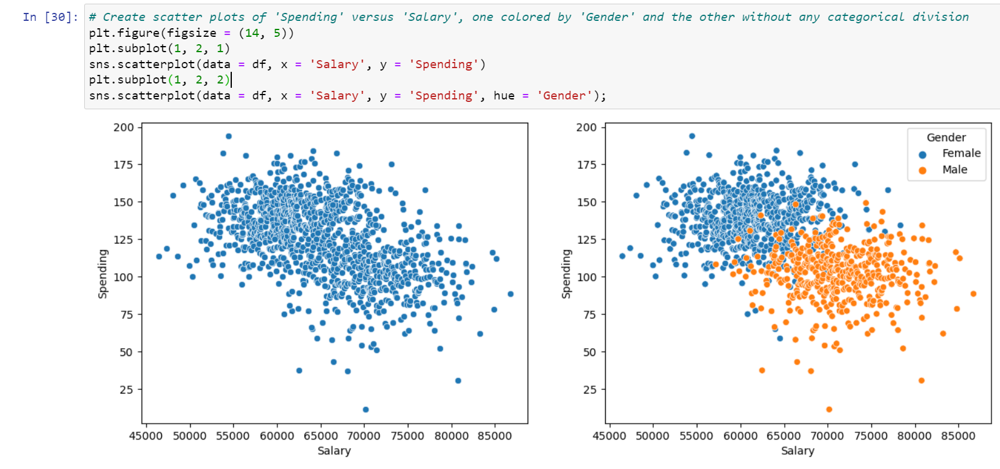 In [30]:
# Create scatter plots of 'Spending' versus 'Salary', one colored by 'Gender' and the other without any categorical division
plt.figure(figsize = (14, 5))
plt.subplot(1, 2, 1)
sns.scatterplot(data = df, x = 'Salary', y = 'Spending')
plt.subplot(1, 2, 2)
sns.scatterplot(data = df, x = 'Salary', y = 'Spending', hue = 'Gender');
200
175
150
125
100
75
50
25
Spending
45000 50000 55000 60000 65000 70000 75000 80000 85000
Salary
200
175
150
125
100
75
50
25
Spending
Gender
Female
Male
45000 50000 55000 60000 65000 70000 75000 80000 85000
Salary